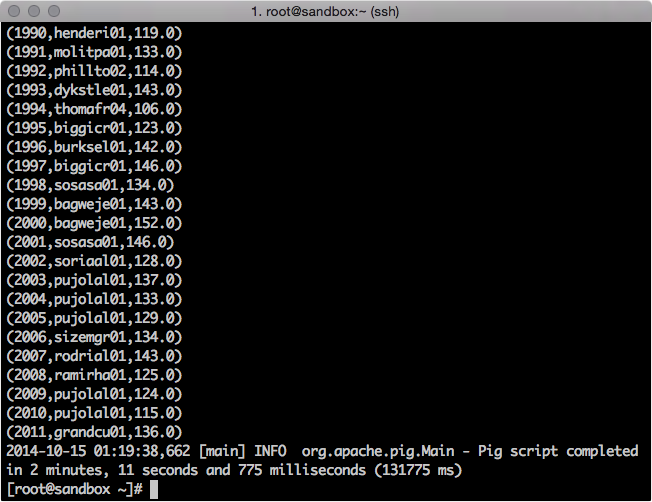 1. root@sandbox:~ (ssh)
(1990,henderi01,119.0)
(1991,molitpa01,133.0)
(1992,phillto02,114.0)
(1993,dykstle01,143.0)
(1994,thomafr04,106.0)
(1995,biggicr01,123.0)
(1996,burksel01,142.0)
(1997,biggicr01,146.0)
(1998,sosasa01,134.0)
(1999,bagweje01,143.0)
(2000,bagweje01,152.0)
(2001,sosasa01,146.0)
(2002,soriaal01,128.0)
(2003,pujolal01,137.0)
(2004,pujolal01,133.0)
(2005,pujolal01,129.0)
(2006,sizemgr01,134.0)
(2007,rodrial01,143.0)
(2008,ramirha01,125.0)
(2009,pujolal01,124.0)
(2010,pujolal01,115.0)
(2011,grandcu01,136.0)
2014-10-15 01:19:38,662 [main] INFO  org.apache.pig.Main - Pig script completed
in 2 minutes, 11 seconds and 775 milliseconds (131775 ms)
[root@sandbox ~]#